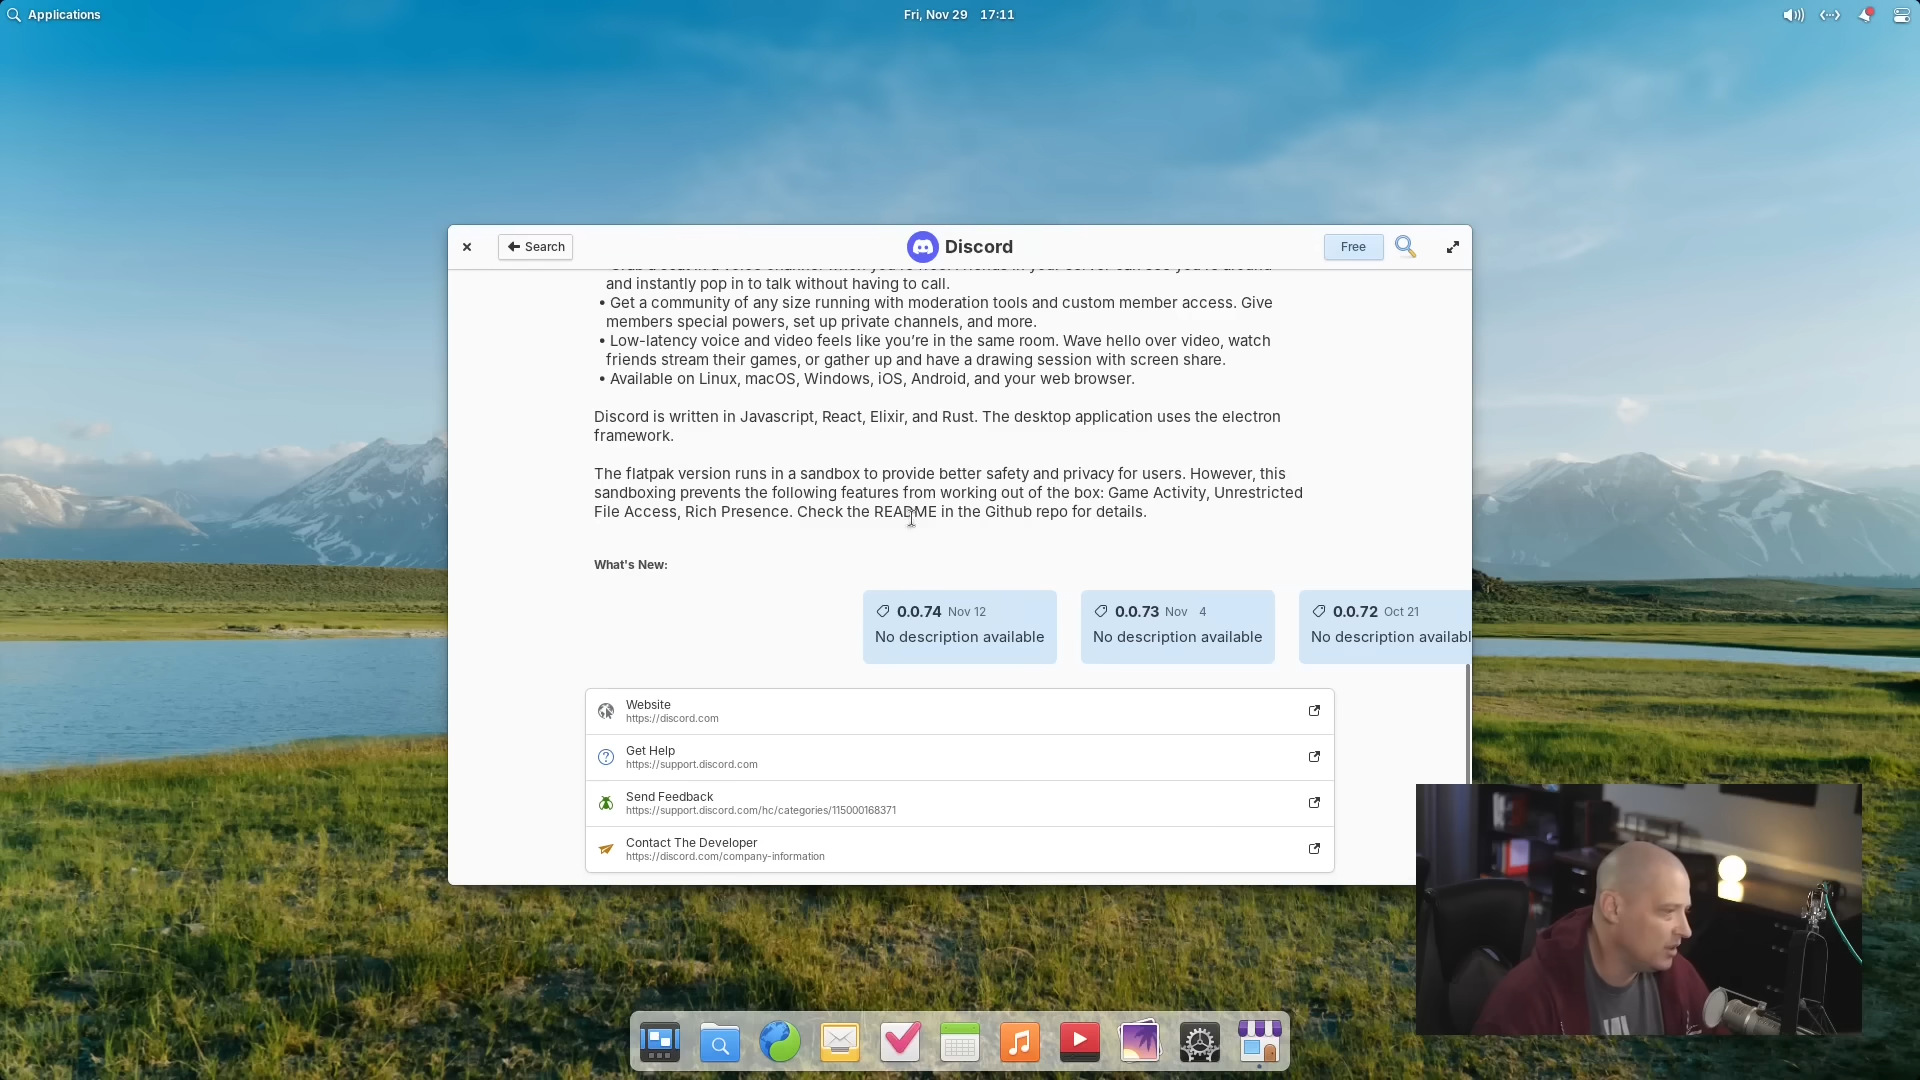 Applications
Fri, Nov 29 17:11
Search
Discord
Free
and instantly pop in to talk without having to call.
• Get a community of any size running with moderation tools and custom member access. Give
members special powers, set up private channels, and more.
• Low-latency voice and video feels like you’re in the same room. Wave hello over video, watch
friends stream their games, or gather up and have a drawing session with screen share.
• Available on Linux, macOS, Windows, iOS, Android, and your web browser.
Discord is written in Javascript, React, Elixir, and Rust. The desktop application uses the electron
framework.
The flatpak version runs in a sandbox to provide better safety and privacy for users. However, this
sandboxing prevents the following features from working out of the box: Game Activity, Unrestricted
File Access, Rich Presence. Check the README in the Github repo for details.
What's New:
0.0.74 Nov 12
No description available
0.0.73 Nov 4
No description available
0.0.72 Oct 21
No description availabl
Website
https://discord.com
Get Help
https://support.discord.com
Send Feedback
https://support.discord.com/hc/categories/115000168371
Contact The Developer
https://discord.com/company-information